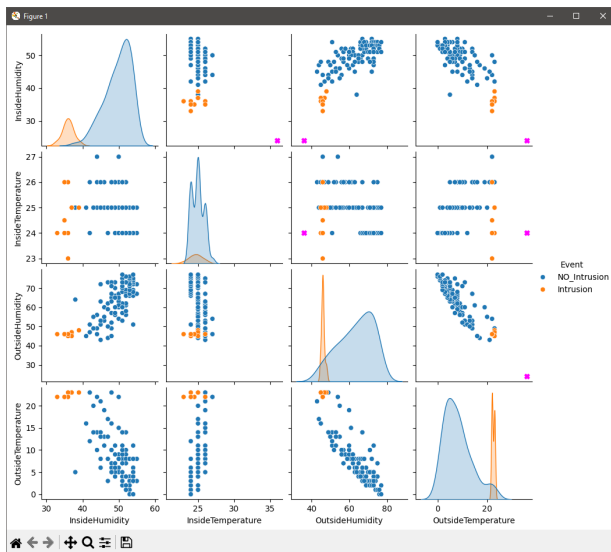 Figure 1
InsideHumidity
50
40
30
InsideTemperature
27
26
25
24
23
OutsideHumidity
70
60
50
40
30
Event
NO_Intrusion
Intrusion
OutsideTemperature
20
15
10
5
0
30 40 50 60
InsideHumidity
25 30 35
InsideTemperature
40 60 80
OutsideHumidity
0 20
OutsideTemperature